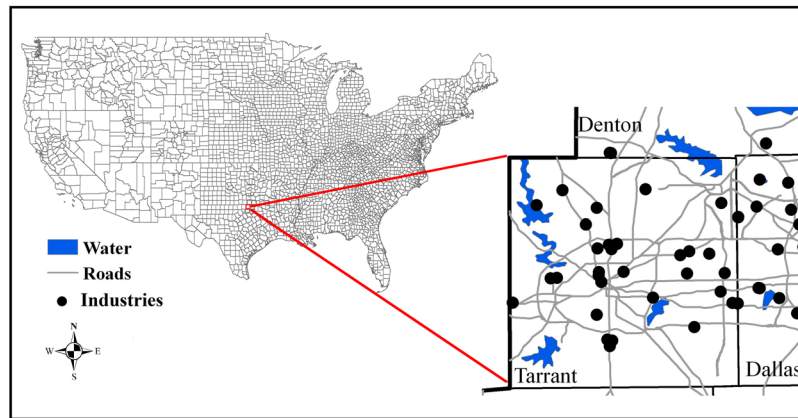 Denton
Water
Roads
Industries
N
W E
S
Tarrant
Dallas